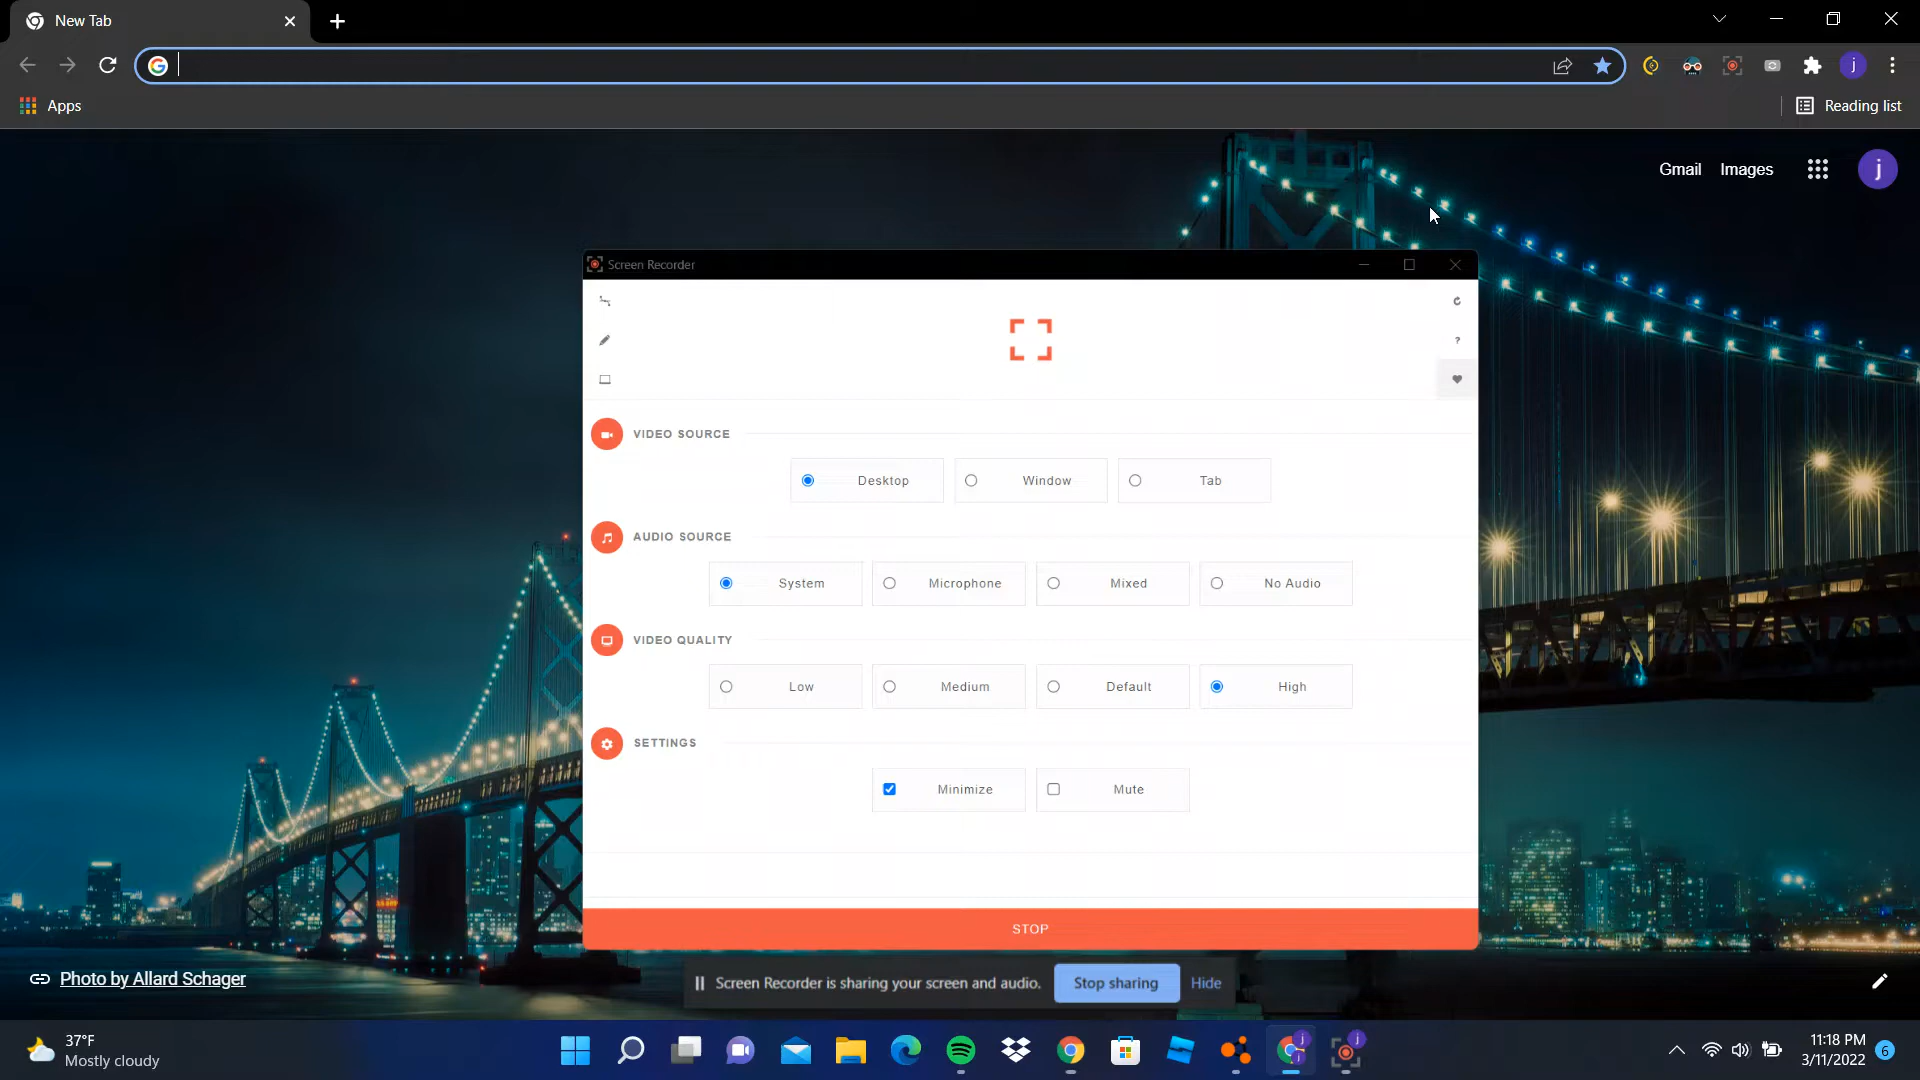 New Tab
Apps
Reading list
Gmail Images
j
j
Screen Recorder
?
VIDEO SOURCE
Desktop
Window
Tab
AUDIO SOURCE
System
Microphone
Mixed
No Audio
VIDEO QUALITY
Low
Medium
Default
High
SETTINGS
Minimize
Mute
STOP
Photo by Allard Schager
Screen Recorder is sharing your screen and audio.
Stop sharing
Hide
37°F
Mostly cloudy
j
j
j
11:18 PM
3/11/2022
6